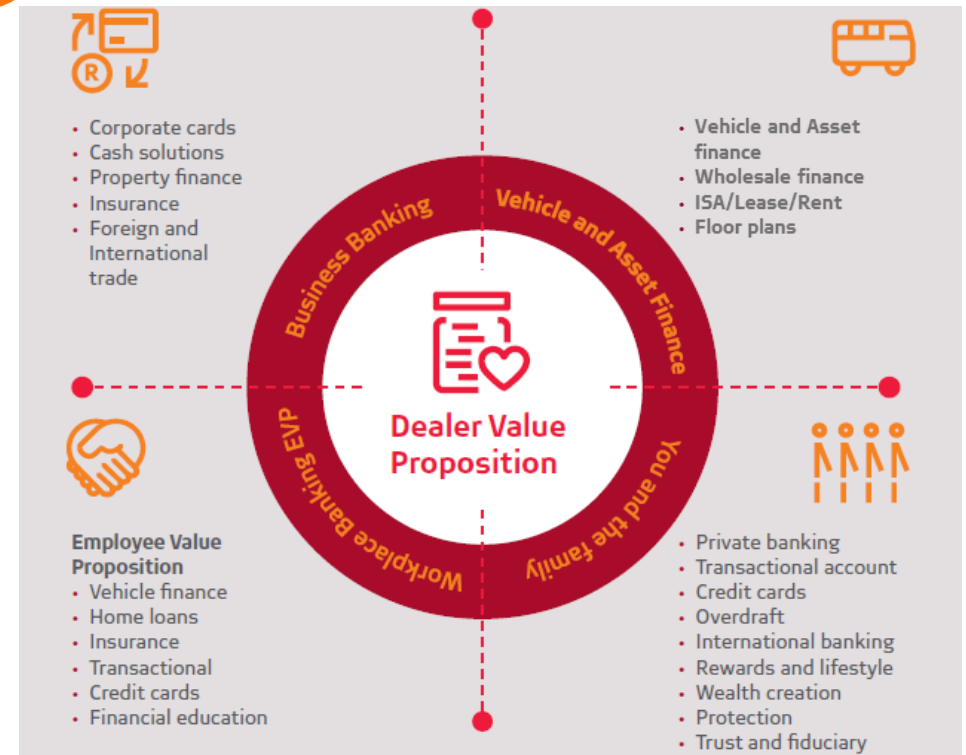 R
• Corporate cards
• Cash solutions
• Property finance
• Insurance
• Foreign and
International
trade
• Vehicle and Asset
finance
• Wholesale finance
• ISA/Lease/Rent
• Floor plans
Business Banking
Vehicle and Asset Finance
Dealer Value
Proposition
Workplace Banking EVP
You and the family
Employee Value
Proposition
• Vehicle finance
• Home loans
• Insurance
• Transactional
• Credit cards
• Financial education
• Private banking
• Transactional account
• Credit cards
• Overdraft
• International banking
• Rewards and lifestyle
• Wealth creation
• Protection
• Trust and fiduciary